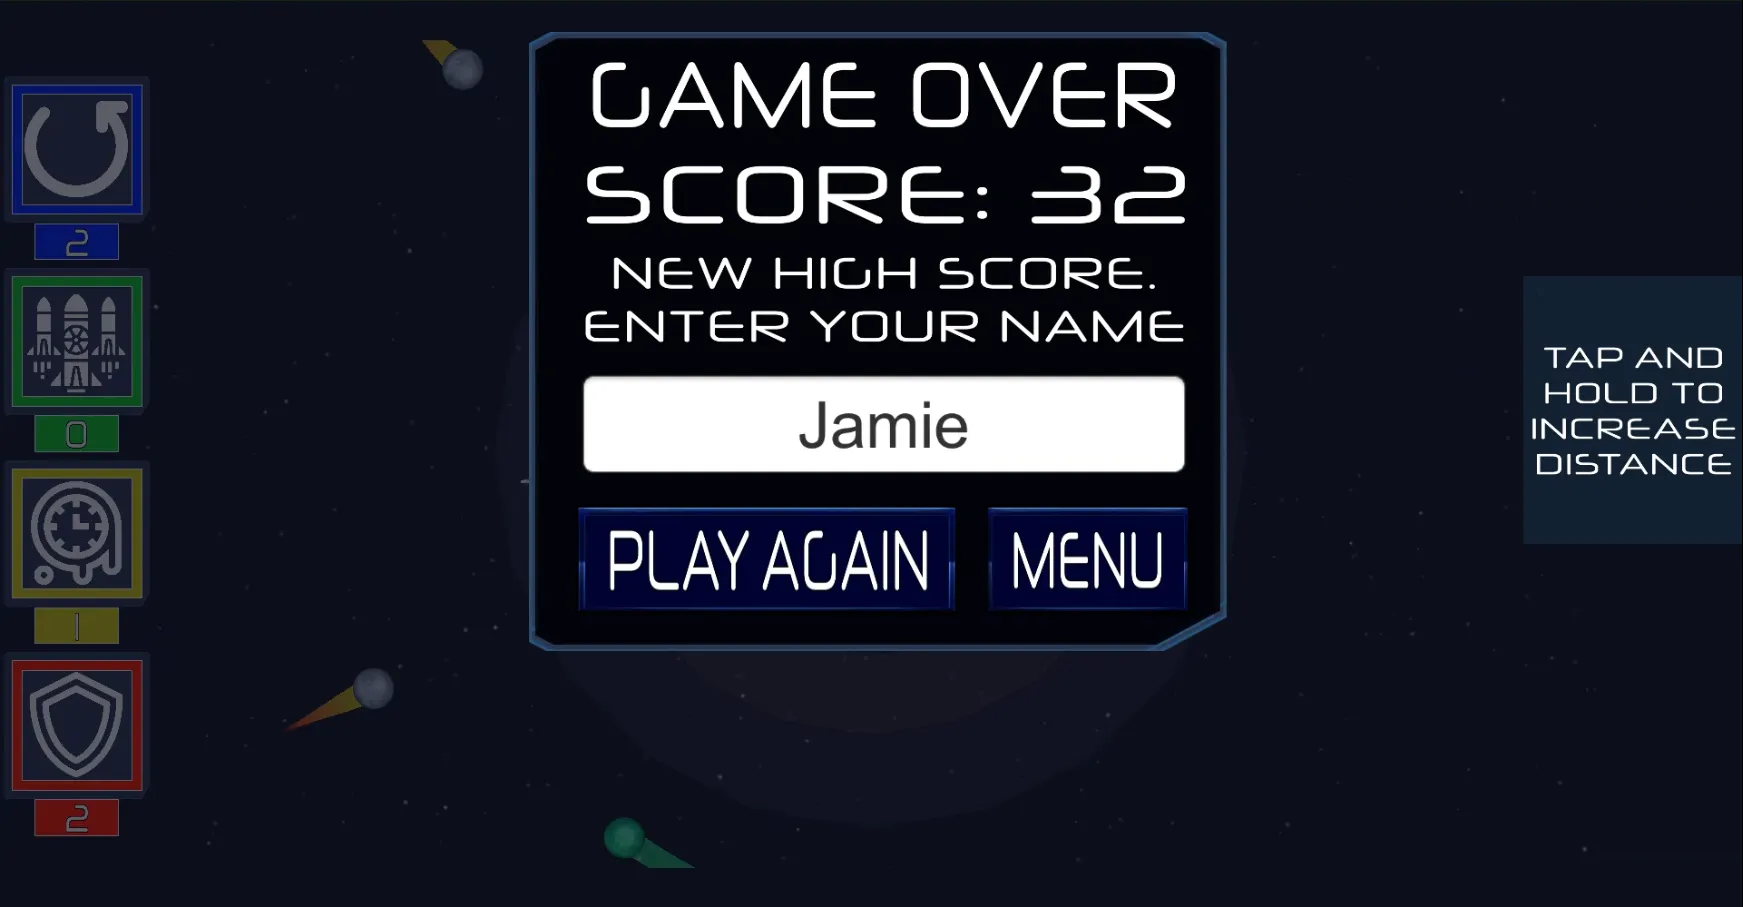 GAME OVER
SCORE: 32
NEW HIGH SCORE.
ENTER YOUR NAME
Jamie
PLAY AGAIN
MENU
2
0
1
2
TAP AND
HOLD TO
INCREASE
DISTANCE